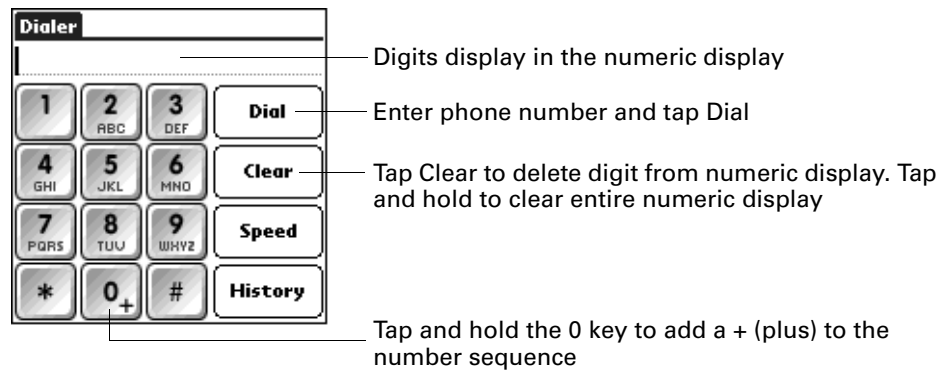 Dialer
Digits display in the numeric display
1
2
ABC
3
DEF
Dial
Enter phone number and tap Dial
4
GHI
5
JKL
6
MNO
Clear
Tap Clear to delete digit from numeric display. Tap
and hold to clear entire numeric display
7
PQRS
8
TUV
9
WXYZ
Speed
*
0+
#
History
Tap and hold the 0 key to add a + (plus) to the
number sequence